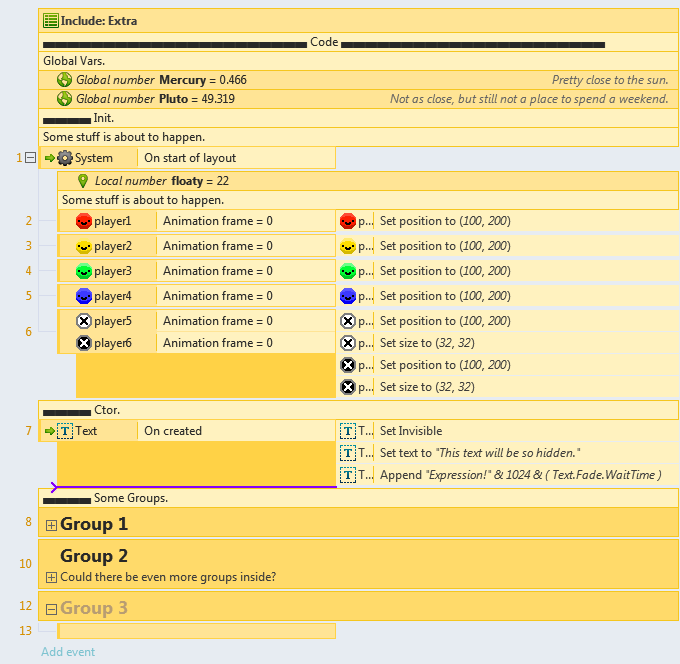 Include: Extra
▄▄▄▄▄▄▄▄▄▄▄▄▄▄▄▄▄▄▄▄▄▄ Code ▄▄▄▄▄▄▄▄▄▄▄▄▄▄▄▄▄▄▄▄▄▄
Global Vars.
Global number Mercury = 0.466 Pretty close to the sun.
Global number Pluto = 49.319 Not as close, but still not a place to spend a weekend.
▄▄▄▄ Init.
Some stuff is about to happen.
1 System On start of layout
Local number floaty = 22
Some stuff is about to happen.
2 player1 Animation frame = 0 p... Set position to (100, 200)
3 player2 Animation frame = 0 p... Set position to (100, 200)
4 player3 Animation frame = 0 p... Set position to (100, 200)
5 player4 Animation frame = 0 p... Set position to (100, 200)
6 player5 Animation frame = 0 p... Set position to (100, 200)
player6 Animation frame = 0 p... Set size to (32, 32)
p... Set position to (100, 200)
p... Set size to (32, 32)
▄▄▄▄ Ctor.
7 T Text On created T T... Set Invisible
T T... Set text to "This text will be so hidden."
T T... Append "Expression!" & 1024 & ( Text.Fade.WaitTime )
▄▄▄▄ Some Groups.
8 Group 1
10 Group 2
Could there be even more groups inside?
12 Group 3
13
Add event